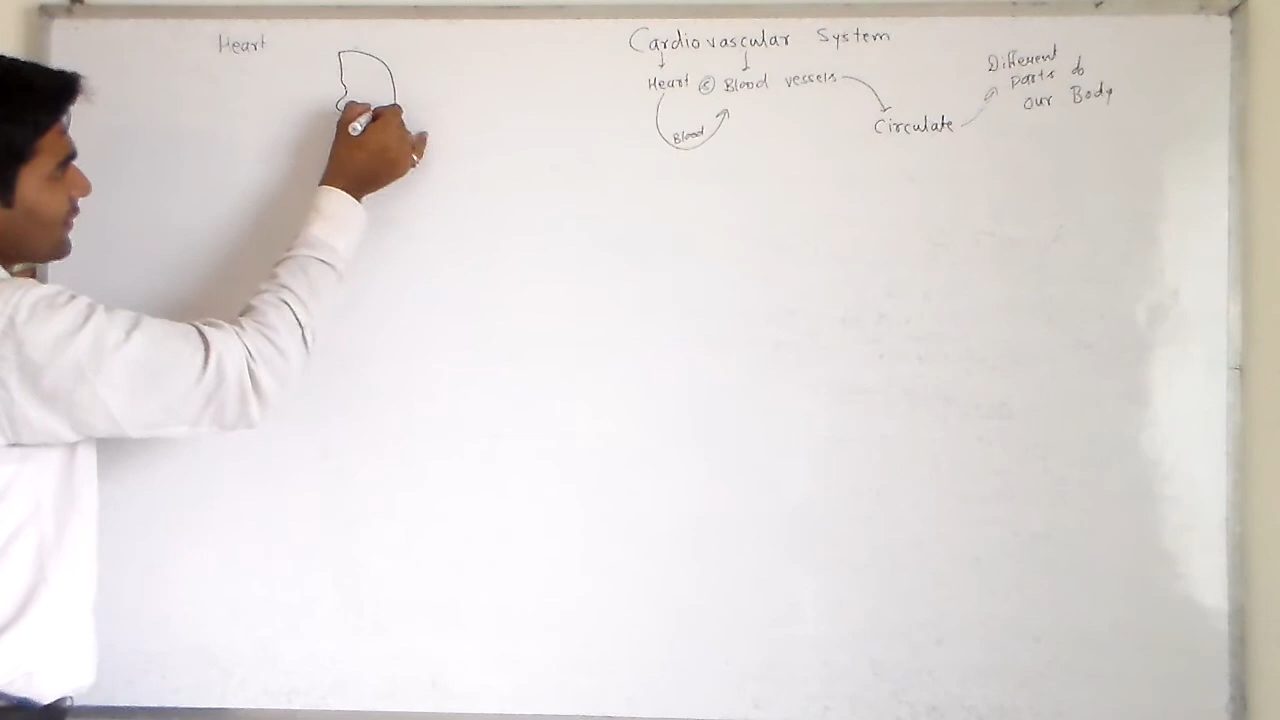 Heart
Cardiovascular System
Heart & Blood vessels
Blood
Circulate
Different
parts of
our Body